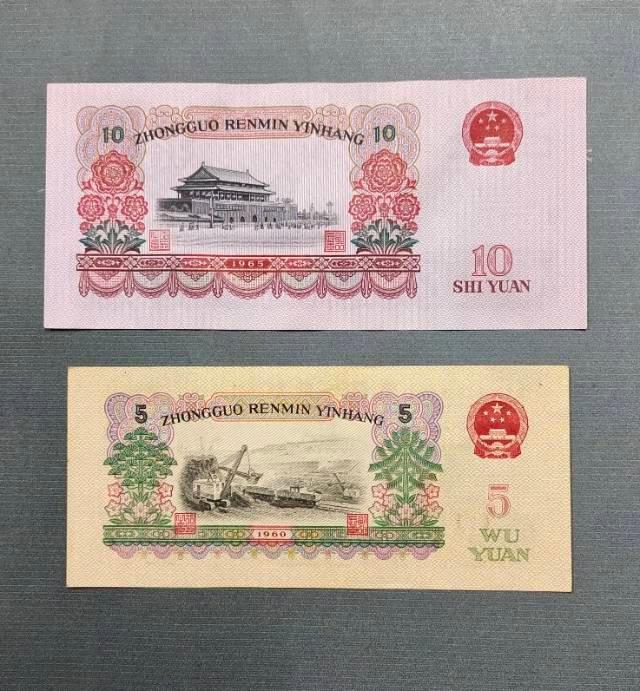 10 ZHONGGUO RENMIN YINHANG 10
1965
10
SHI YUAN
5 ZHONGGUO RENMIN YINHANG 5
1960
5
WU
YUAN